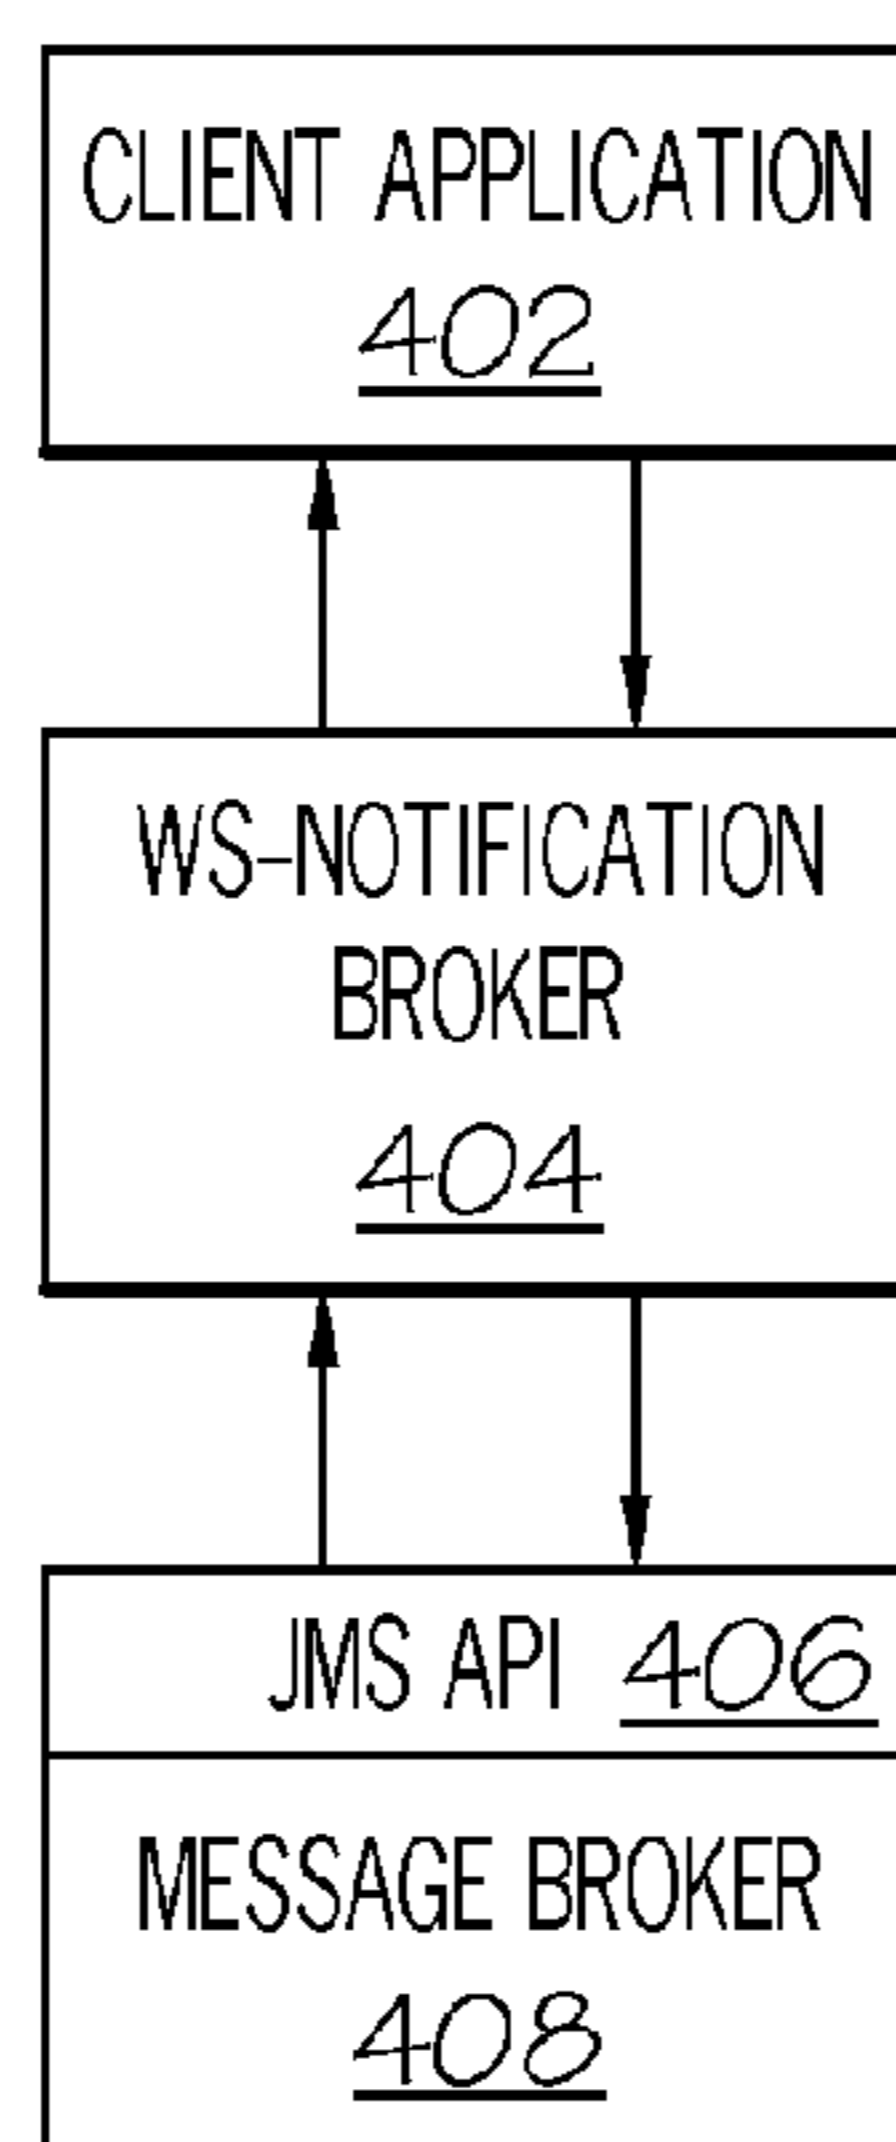 CLIENT APPLICATION
402
WS-NOTIFICATION
BROKER
404
JMS API 406
MESSAGE BROKER
408